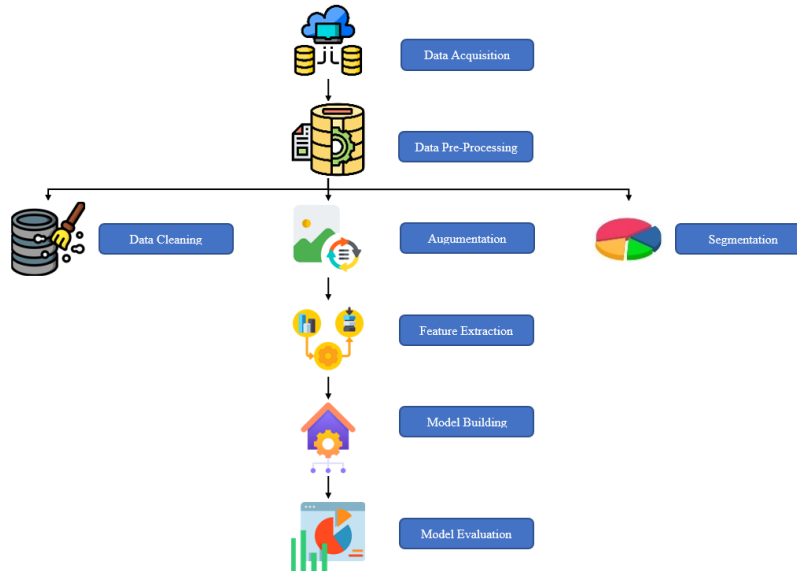 Data Acquisition
Data Pre-Processing
Data Cleaning
Augumentation
Segmentation
Feature Extraction
Model Building
Model Evaluation